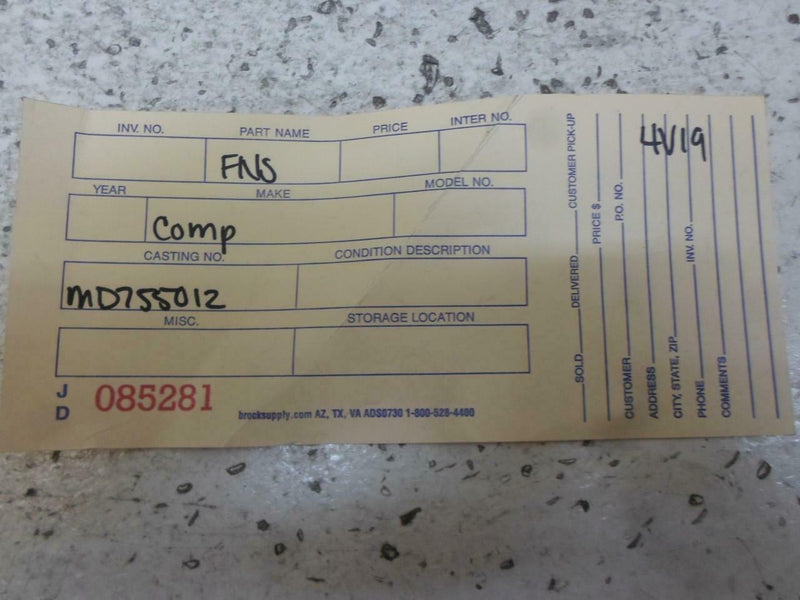 INV. NO. PART NAME PRICE INTER NO.
FNS
YEAR MAKE MODEL NO.
Comp
CASTING NO. CONDITION DESCRIPTION
MD755012
MISC. STORAGE LOCATION
J
D
085281
brocksupply.com AZ, TX, VA ADS0730 1-800-528-4400
SOLD DELIVERED CUSTOMER PICK-UP
PRICE $
CUSTOMER P.O. NO.
ADDRESS
4V19
CITY, STATE, ZIP
PHONE INV. NO.
COMMENTS